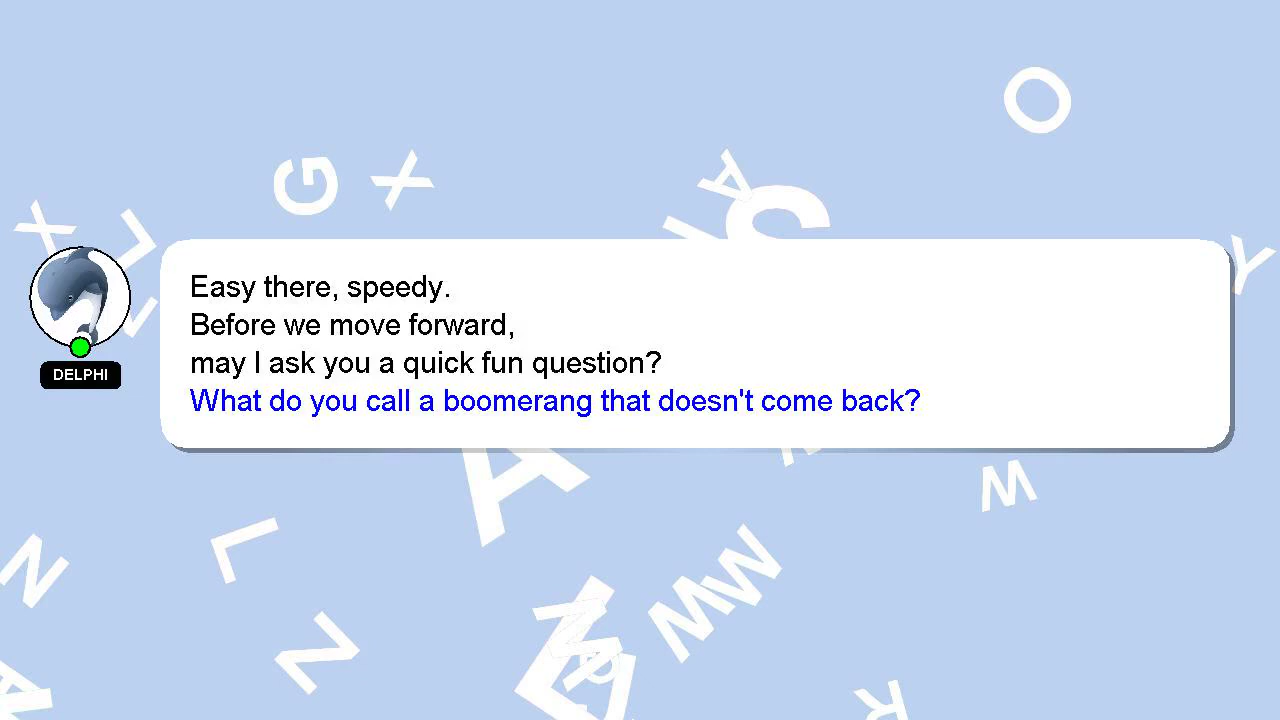 Easy there, speedy.
Before we move forward,
may I ask you a quick fun question?
What do you call a boomerang that doesn't come back?
DELPHI
O
G
X
A
X
L
Y
A
W
L
N
Z
W
M
R